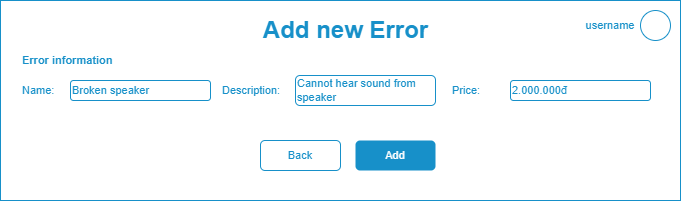 Add new Error
username
Error information
Name:
Broken speaker
Description:
Cannot hear sound from
speaker
Price:
2.000.000đ
Back
Add